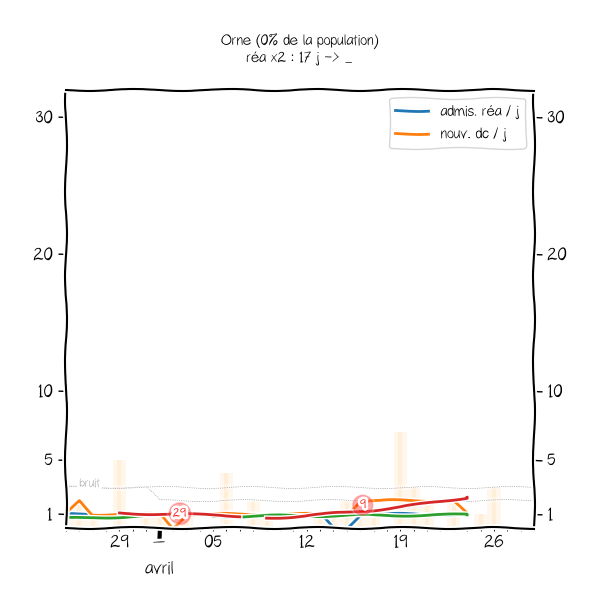 Orne (0% de la population)
réa x2 : 17 j -> _
admis. réa / j
nouv. dc / j
30
30
20
20
10
10
5
5
bruit
1
1
29
9
29
05
12
19
26
avril